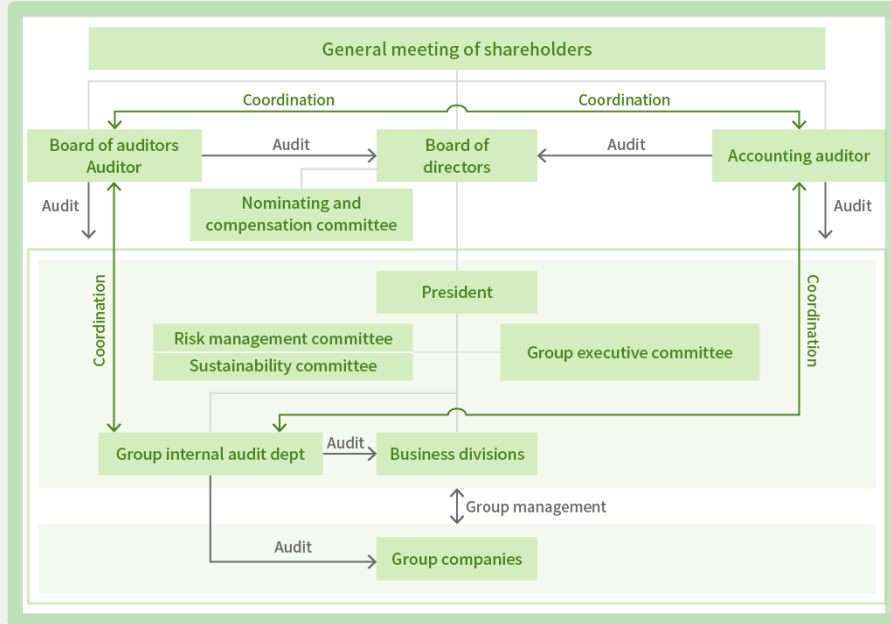 General meeting of shareholders
Coordination
Coordination
Board of auditors
Auditor
Audit
Board of
directors
Audit
Accounting auditor
Audit
Nominating and
compensation committee
Audit
Coordination
President
Coordination
Risk management committee
Sustainability committee
Group executive committee
Group internal audit dept
Audit
Business divisions
Group management
Audit
Group companies